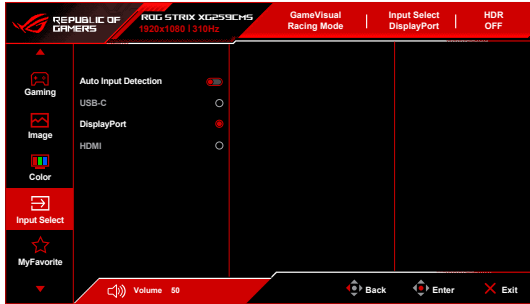 REPUBLIC OF
GAMERS
ROG STRIX XG259CMS
1920x1080 | 310Hz
GameVisual
Racing Mode
Input Select
DisplayPort
HDR
OFF
Gaming
Image
Color
Input Select
MyFavorite
Auto Input Detection
USB-C
DisplayPort
HDMI
Volume 50
Back
Enter
Exit